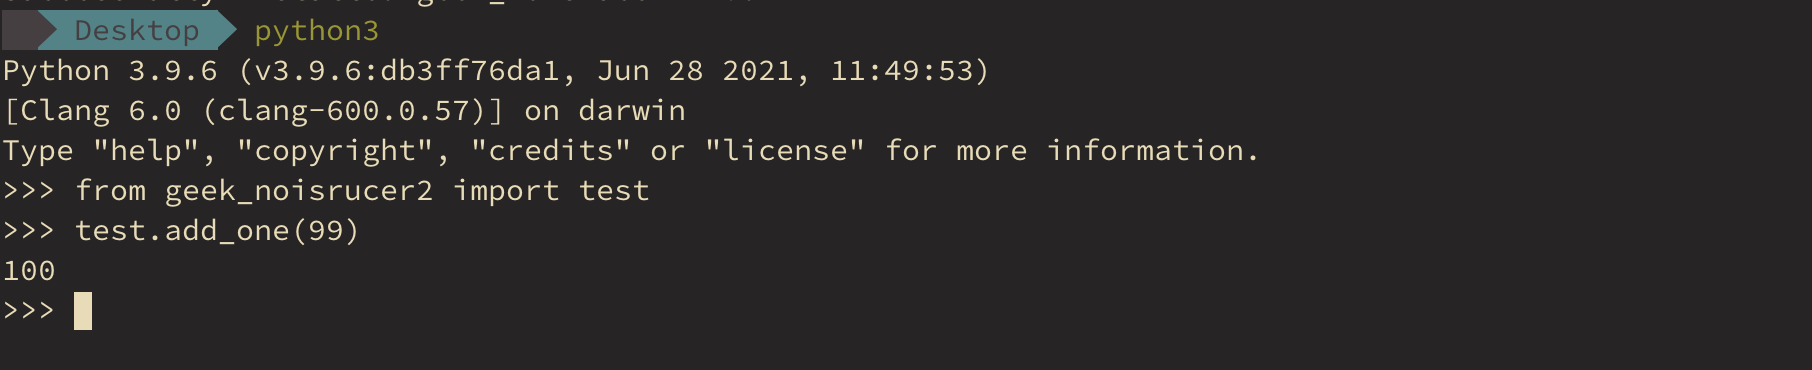 Desktop python3
Python 3.9.6 (v3.9.6:db3ff76da1, Jun 28 2021, 11:49:53)
[Clang 6.0 (clang-600.0.57)] on darwin
Type "help", "copyright", "credits" or "license" for more information.
>>> from geek_noisrucer2 import test
>>> test.add_one(99)
100
>>>